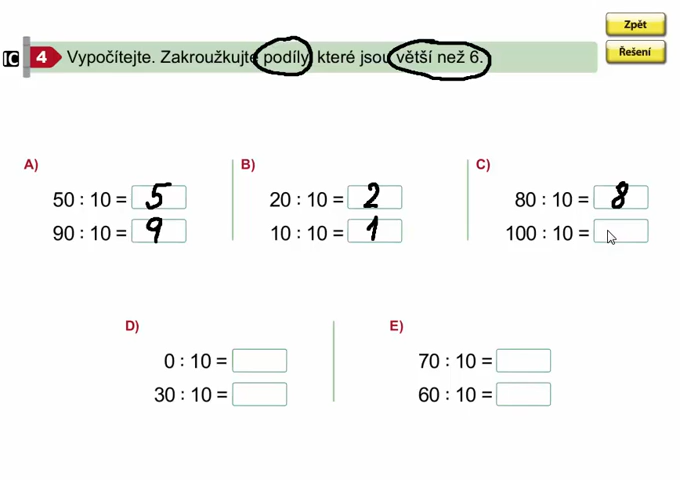 Zpět
Řešení
4 Vypočítejte. Zakroužkujte podíly, které jsou větší než 6.
A) B) C)
50 : 10 = 5 20 : 10 = 2 80 : 10 = 8
90 : 10 = 9 10 : 10 = 1 100 : 10 =
D) E)
0 : 10 = 70 : 10 =
30 : 10 = 60 : 10 =